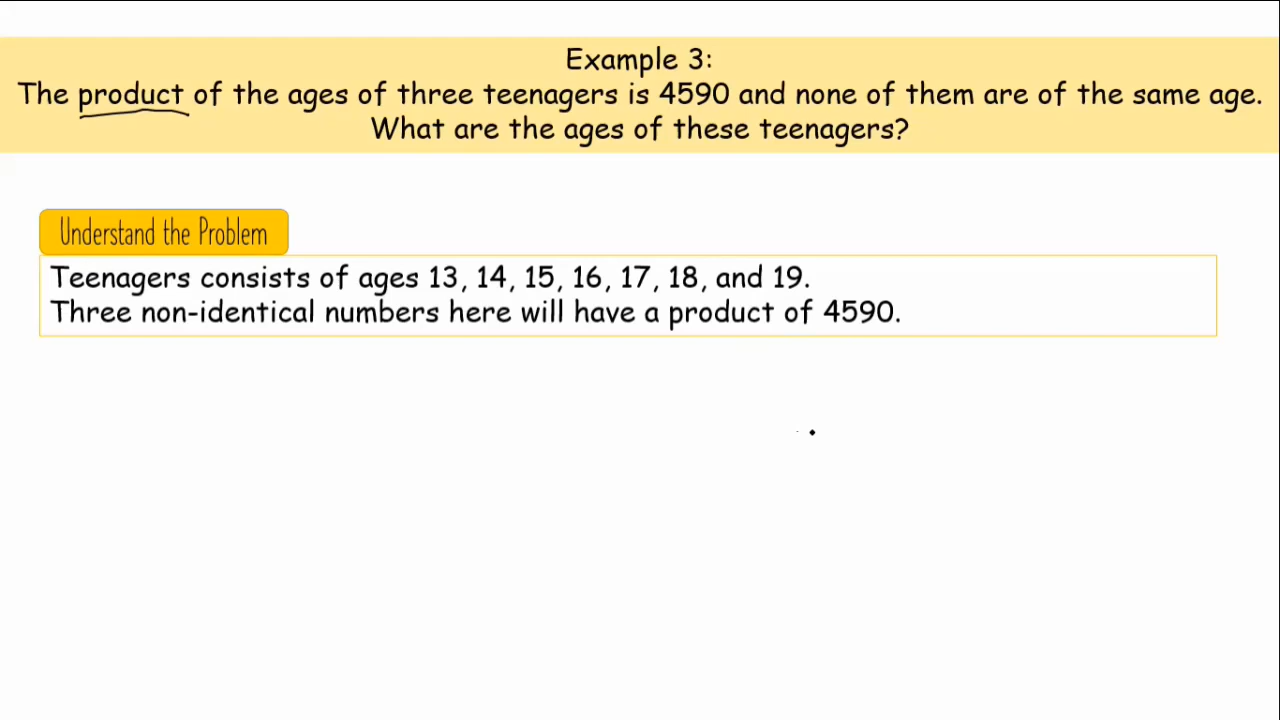 Example 3:
The product of the ages of three teenagers is 4590 and none of them are of the same age.
What are the ages of these teenagers?
Understand the Problem
Teenagers consists of ages 13, 14, 15, 16, 17, 18, and 19.
Three non-identical numbers here will have a product of 4590.